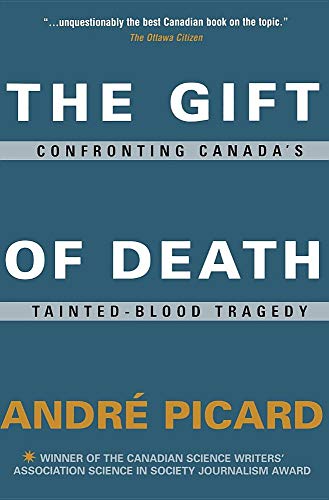 “...unquestionably the best Canadian book on the topic.”
The Ottawa Citizen
THE GIFT
CONFRONTING CANADA’S
OF DEATH
TAINTED-BLOOD TRAGEDY
ANDRÉ PICARD
WINNER OF THE CANADIAN SCIENCE WRITERS’
ASSOCIATION SCIENCE IN SOCIETY JOURNALISM AWARD